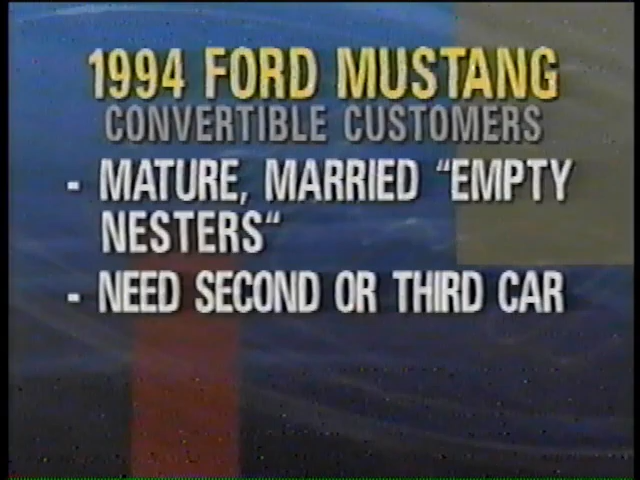 1994 FORD MUSTANG
CONVERTIBLE CUSTOMERS
- MATURE, MARRIED “EMPTY
NESTERS“
- NEED SECOND OR THIRD CAR